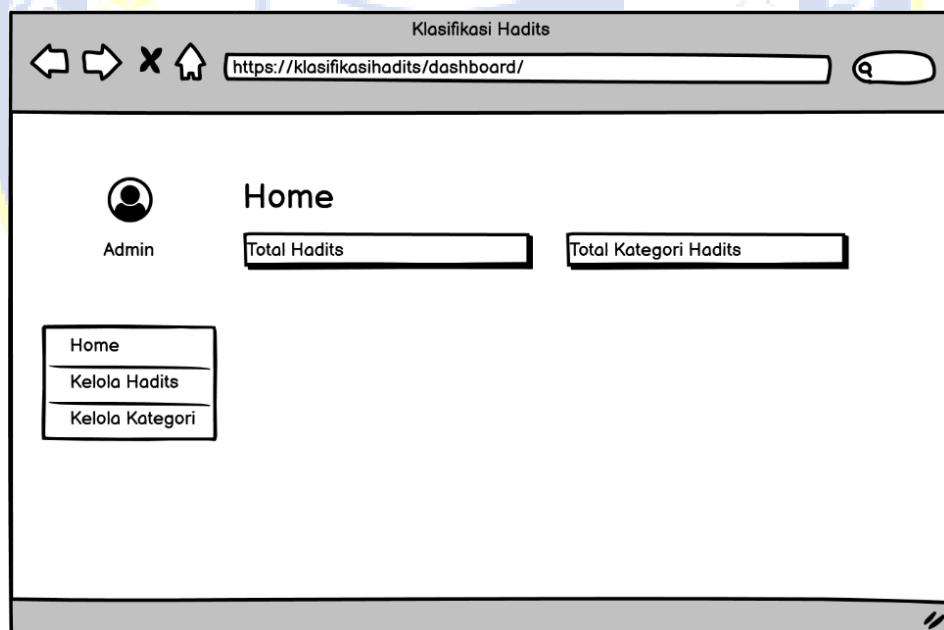 Klasifikasi Hadits
https://klasifikasihadits/dashboard/
Home
Admin
Total Hadits
Total Kategori Hadits
Home
Kelola Hadits
Kelola Kategori